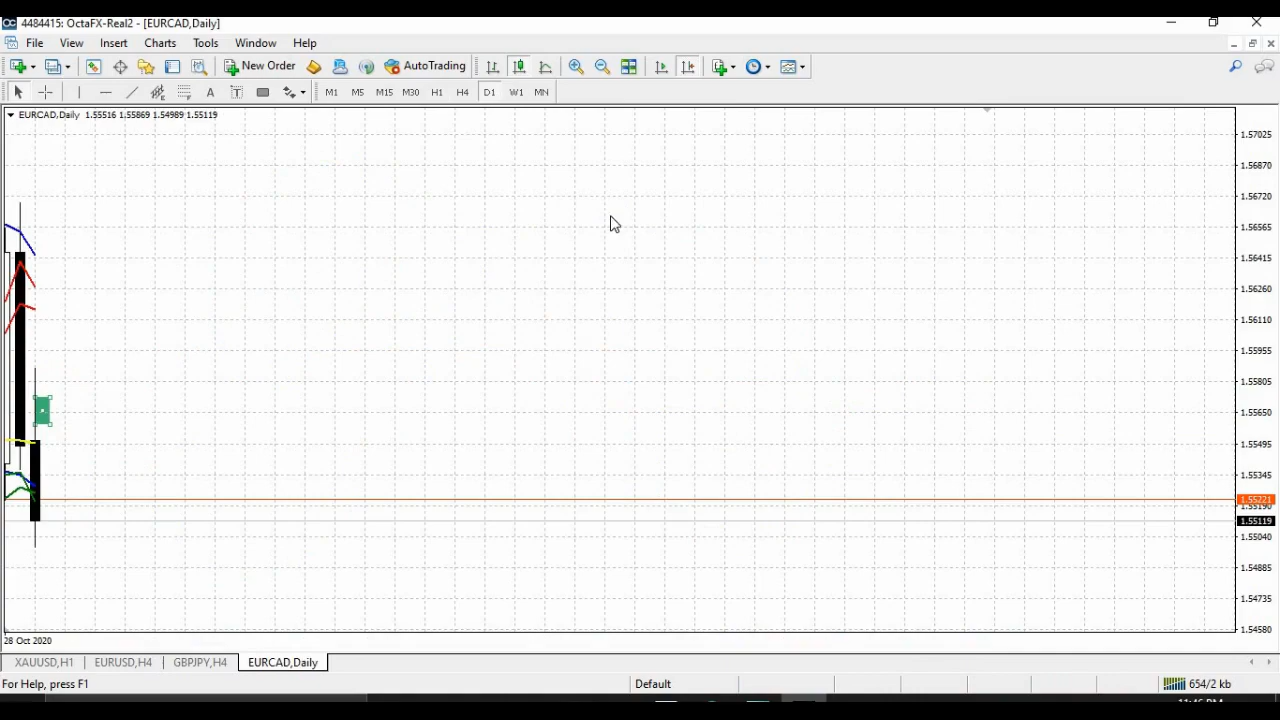 4484415: OctaFX-Real2 - [EURCAD,Daily]
File View Insert Charts Tools Window Help
New Order AutoTrading
A T M1 M5 M15 M30 H1 H4 D1 W1 MN
EURCAD,Daily 1.55516 1.55869 1.54989 1.55119
1.57025
1.56870
1.56720
1.56565
1.56415
1.56260
1.56110
1.55955
1.55805
1.55650
1.55495
1.55345
1.55221
1.55190
1.55119
1.55040
1.54885
1.54735
1.54580
28 Oct 2020
XAUUSD,H1 EURUSD,H4 GBPJPY,H4 EURCAD,Daily
For Help, press F1 Default 654/2 kb